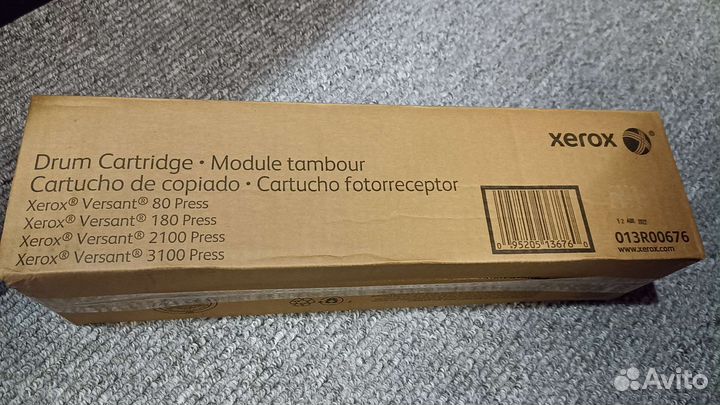 xerox
Drum Cartridge • Module tambour
Cartucho de copiado • Cartucho fotorreceptor
Xerox® Versant® 80 Press
Xerox® Versant® 180 Press
Xerox® Versant® 2100 Press
Xerox® Versant® 3100 Press
0 95205 13676 0
013R00676
www.xerox.com
Avito